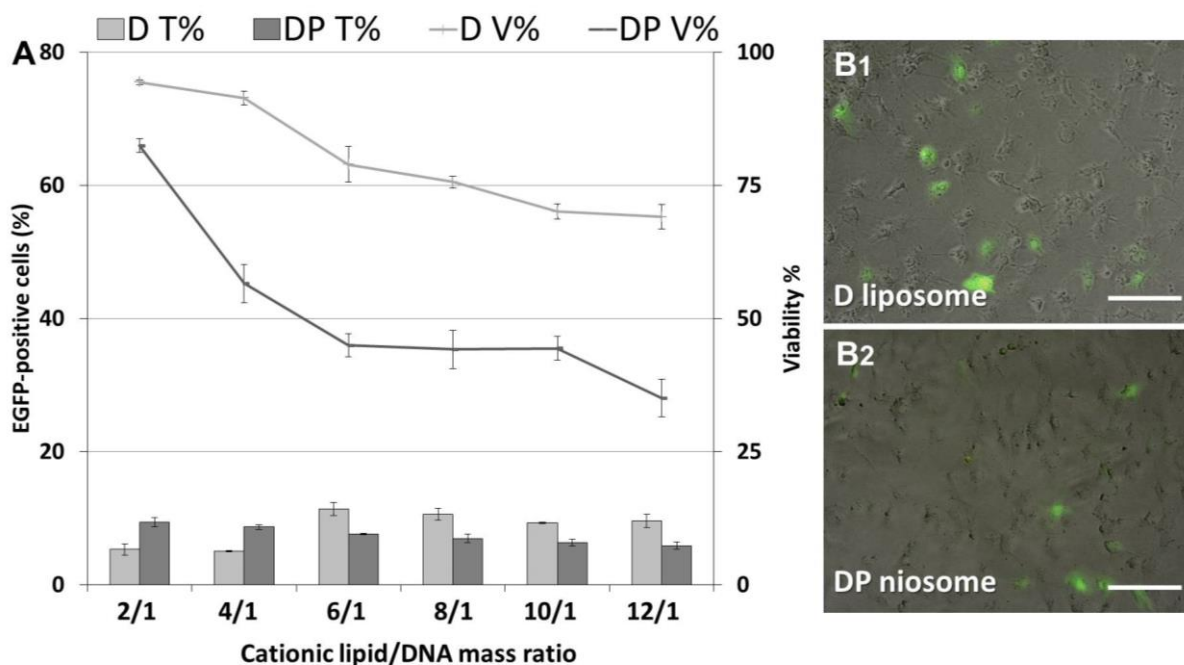 A
D T% DP T% D V% DP V%
80
60
40
20
0
EGFP-positive cells (%)
100
75
50
25
0
Viability %
2/1 4/1 6/1 8/1 10/1 12/1
Cationic lipid/DNA mass ratio
B1
D liposome
B2
DP niosome